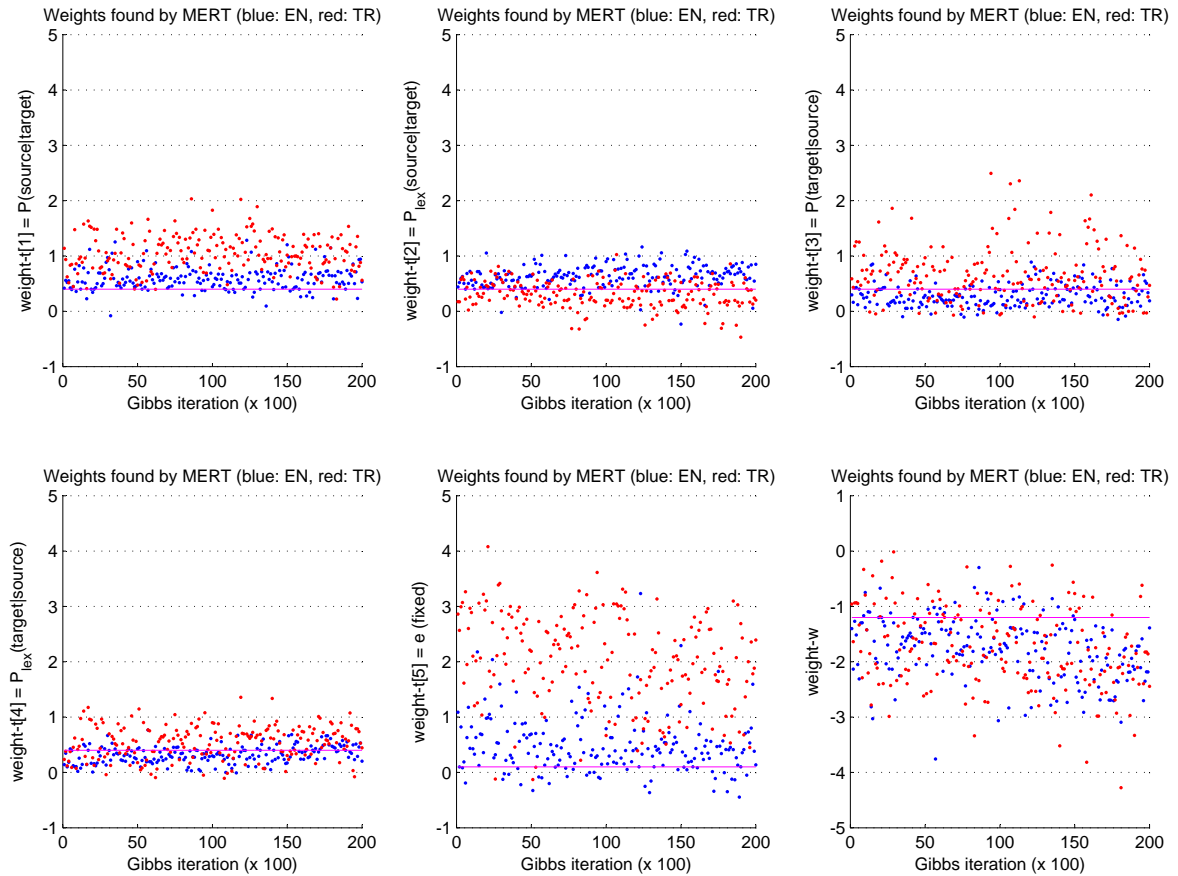 Weights found by MERT (blue: EN, red: TR)
5
4
3
2
1
0
-1
weight-t[1] = P(source|target)
0 50 100 150 200
Gibbs iteration (x 100)
Weights found by MERT (blue: EN, red: TR)
5
4
3
2
1
0
-1
weight-t[2] = Plex(source|target)
0 50 100 150 200
Gibbs iteration (x 100)
Weights found by MERT (blue: EN, red: TR)
5
4
3
2
1
0
-1
weight-t[3] = P(target|source)
0 50 100 150 200
Gibbs iteration (x 100)
Weights found by MERT (blue: EN, red: TR)
5
4
3
2
1
0
-1
weight-t[4] = Plex(target|source)
0 50 100 150 200
Gibbs iteration (x 100)
Weights found by MERT (blue: EN, red: TR)
5
4
3
2
1
0
-1
weight-t[5] = e (fixed)
0 50 100 150 200
Gibbs iteration (x 100)
Weights found by MERT (blue: EN, red: TR)
1
0
-1
-2
-3
-4
-5
weight-w
0 50 100 150 200
Gibbs iteration (x 100)